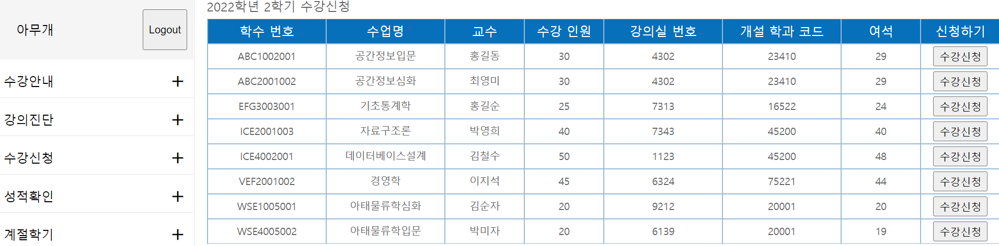 아무개
Logout
수강안내 +
강의진단 +
수강신청 +
성적확인 +
계절학기 +
2022학년 2학기 수강신청
학수 번호 수업명 교수 수강 인원 강의실 번호 개설 학과 코드 여석 신청하기
ABC1002001 공간정보입문 홍길동 30 4302 23410 29 수강신청
ABC2001002 공간정보심화 최영미 30 4302 23410 29 수강신청
EFG3003001 기초통계학 홍길순 25 7313 16522 24 수강신청
ICE2001003 자료구조론 박영희 40 7343 45200 40 수강신청
ICE4002001 데이터베이스설계 김철수 50 1123 45200 48 수강신청
VEF2001002 경영학 이지석 45 6324 75221 44 수강신청
WSE1005001 아태물류학심화 김순자 20 9212 20001 20 수강신청
WSE4005002 아태물류학입문 박미자 20 6139 20001 19 수강신청